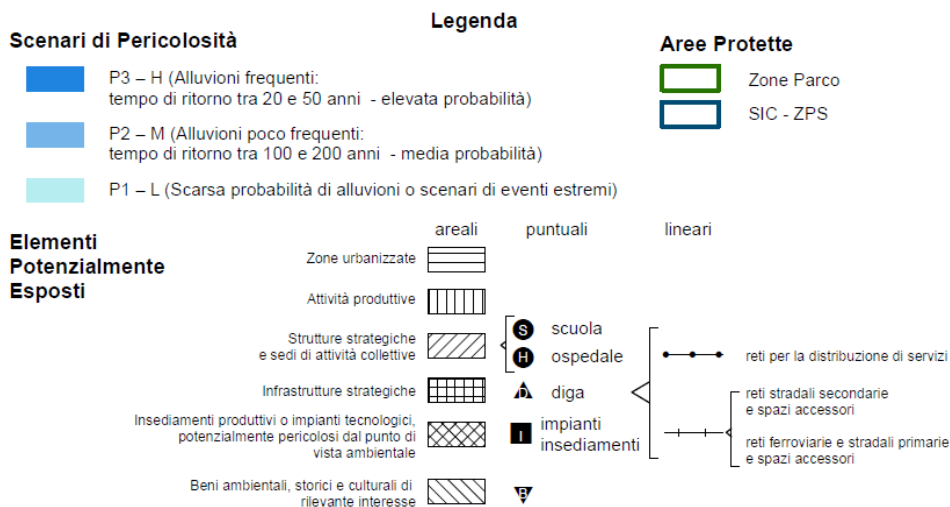 Legenda
Scenari di Pericolosità
P3 – H (Alluvioni frequenti:
tempo di ritorno tra 20 e 50 anni  - elevata probabilità)
P2 – M (Alluvioni poco frequenti:
tempo di ritorno tra 100 e 200 anni  - media probabilità)
P1 – L (Scarsa probabilità di alluvioni o scenari di eventi estremi)
Aree Protette
Zone Parco
SIC - ZPS
Elementi
Potenzialmente
Esposti
areali
puntuali
lineari
Zone urbanizzate
Attività produttive
Strutture strategiche
e sedi di attività collettive
S scuola
H ospedale
Infrastrutture strategiche
D diga
Insediamenti produttivi o impianti tecnologici,
potenzialmente pericolosi dal punto di
vista ambientale
I impianti
insediamenti
Beni ambientali, storici e culturali di
rilevante interesse
B
reti per la distribuzione di servizi
reti stradali secondarie
e spazi accessori
reti ferroviarie e stradali primarie
e spazi accessori